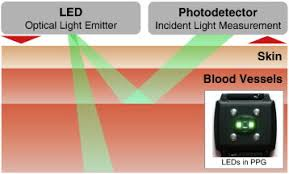 LED
Optical Light Emitter
Photodetector
Incident Light Measurement
Skin
Blood Vessels
LEDs in PPG